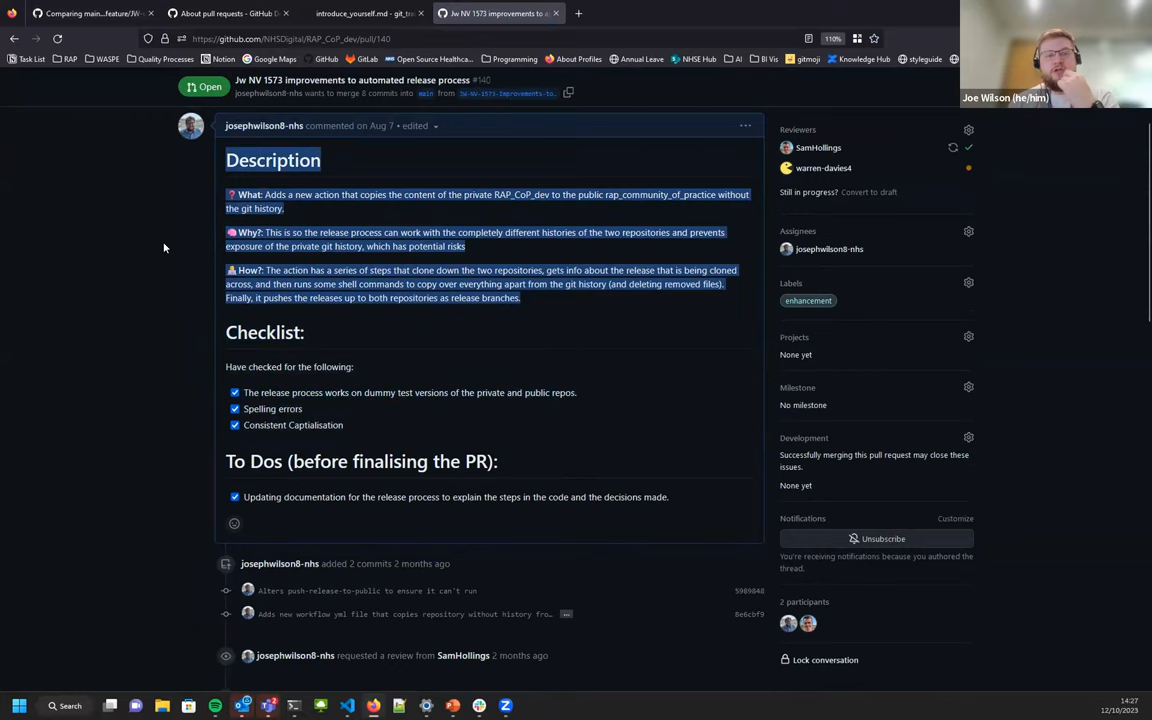 Comparing main...feature/JW-
About pull requests - GitHub D
introduce_yourself.md - git_tra
Jw NV 1573 improvements to a
https://github.com/NHSDigital/RAP_CoP_dev/pull/140
110%
Task List
RAP
WASPE
Quality Processes
Notion
Google Maps
GitHub
GitLab
Open Source Healthcar...
Programming
About Profiles
Annual Leave
NHSE Hub
AI
BI Vis
gitmoji
Knowledge Hub
styleguide
Other Bookmarks
Joe Wilson (he/him)
Open
Jw NV 1573 improvements to automated release process #140
josephwilson8-nhs wants to merge 8 commits into main from Jw-NV-1573-Improvements-to…
josephwilson8-nhs commented on Aug 7 • edited
Description
❓ What: Adds a new action that copies the content of the private RAP_CoP_dev to the public rap_community_of_practice without
the git history.
🧠 Why?: This is so the release process can work with the completely different histories of the two repositories and prevents
exposure of the private git history, which has potential risks
How?: The action has a series of steps that clone down the two repositories, gets info about the release that is being cloned
across, and then runs some shell commands to copy over everything apart from the git history (and deleting removed files).
Finally, it pushes the releases up to both repositories as release branches.
Checklist:
Have checked for the following:
The release process works on dummy test versions of the private and public repos.
Spelling errors
Consistent Captialisation
To Dos (before finalising the PR):
Updating documentation for the release process to explain the steps in the code and the decisions made.
josephwilson8-nhs added 2 commits 2 months ago
Alters push-release-to-public to ensure it can't run
5989848
Adds new workflow yml file that copies repository without history fro…
8e6cbf9
josephwilson8-nhs requested a review from SamHollings 2 months ago
Reviewers
SamHollings
warren-davies4
Still in progress? Convert to draft
Assignees
josephwilson8-nhs
Labels
enhancement
Projects
None yet
Milestone
No milestone
Development
Successfully merging this pull request may close these
issues.
None yet
Notifications
Customize
Unsubscribe
You're receiving notifications because you authored the
thread.
2 participants
Lock conversation
Search
14:27
12/10/2023